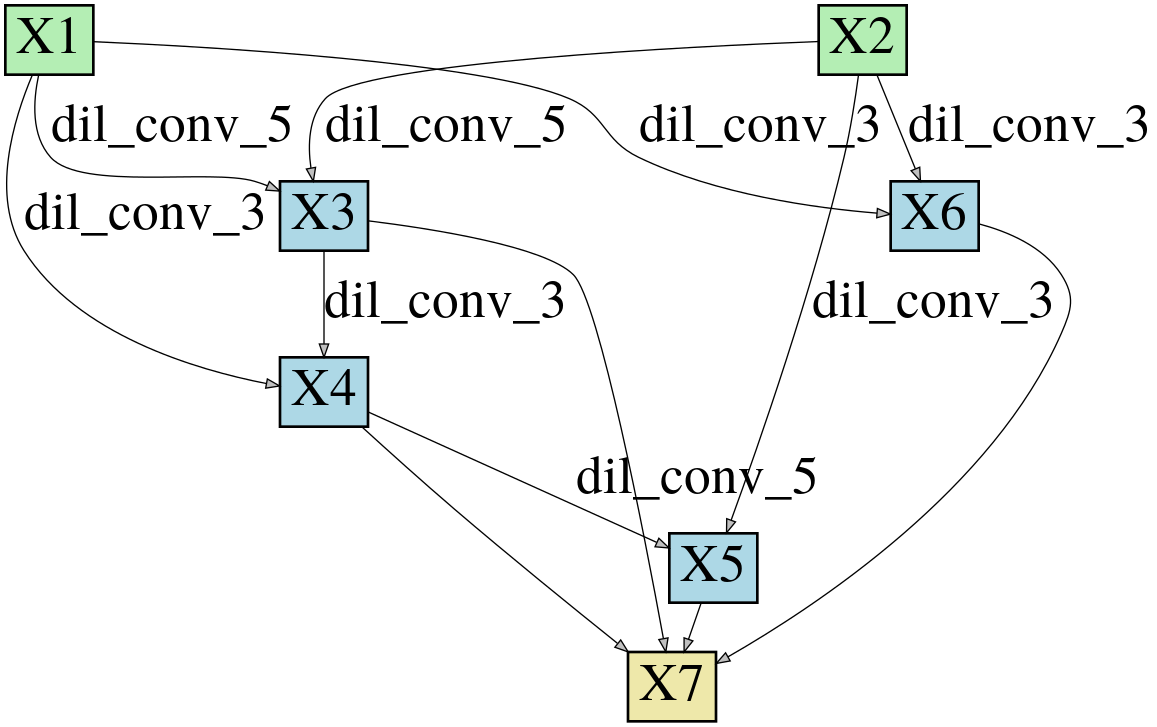 X1 X2
dil_conv_5 dil_conv_5 dil_conv_3 dil_conv_3
dil_conv_3 X3 X6
dil_conv_3 dil_conv_3
X4
dil_conv_5
X5
X7